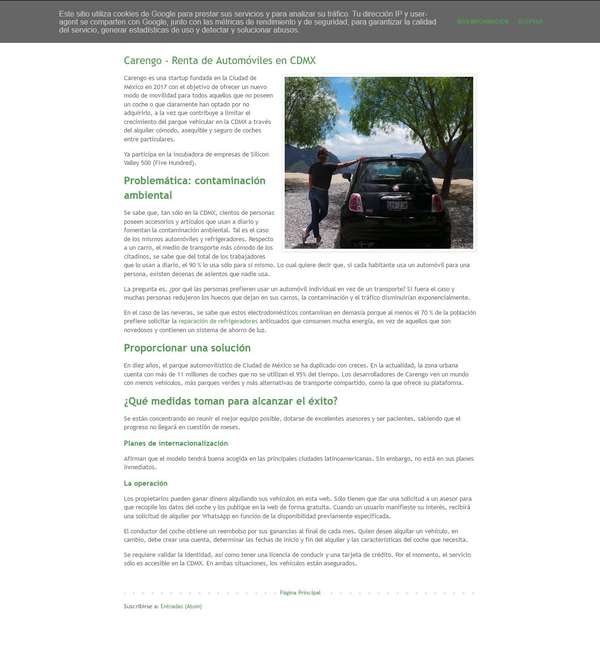 Este sitio utiliza cookies de Google para prestar sus servicios y para analizar su tráfico. Tu dirección IP y user-
agent se comparten con Google, junto con las métricas de rendimiento y de seguridad, para garantizar la calidad
del servicio, generar estadísticas de uso y detectar y solucionar abusos.
MÁS INFORMACIÓN ACEPTAR
Carengo - Renta de Automóviles en CDMX
Carengo es una startup fundada en la Ciudad de
México en 2017 con el objetivo de ofrecer un nuevo
modo de movilidad para todos aquellos que no poseen
un coche o que claramente han optado por no
adquirirlo, a la vez que contribuye a limitar el
crecimiento del parque vehicular en la CDMX a través
del alquiler cómodo, asequible y seguro de coches
entre particulares.
Ya participa en la incubadora de empresas de Silicon
Valley 500 (Five Hundred).
Problemática: contaminación
ambiental
Se sabe que, tan sólo en la CDMX, cientos de personas
poseen accesorios y artículos que usan a diario y
fomentan la contaminación ambiental. Tal es el caso
de los mismos automóviles y refrigeradores. Respecto
a un carro, el medio de transporte más cómodo de los
citadinos, se sabe que del total de los trabajadores
que lo usan a diario, el 90 % lo usa sólo para sí mismo. Lo cual quiere decir que, si cada habitante usa un automóvil para una
persona, existen decenas de asientos que nadie usa.
La pregunta es, ¿por qué las personas prefieren usar un automóvil individual en vez de un transporte? Si fuera el caso y
muchas personas redujeron los huecos que dejan en sus carros, la contaminación y el tráfico disminuirían exponencialmente.
En el caso de las neveras, se sabe que estos electrodomésticos contaminan en demasía porque al menos el 70 % de la población
prefiere solicitar la reparación de refrigeradores anticuados que consumen mucha energía, en vez de aquellos que son
novedosos y contienen un sistema de ahorro de luz.
Proporcionar una solución
En diez años, el parque automovilístico de Ciudad de México se ha duplicado con creces. En la actualidad, la zona urbana
cuenta con más de 11 millones de coches que no se utilizan el 95% del tiempo. Los desarrolladores de Carengo ven un mundo
con menos vehículos, más parques verdes y más alternativas de transporte compartido, como la que ofrece su plataforma.
¿Qué medidas toman para alcanzar el éxito?
Se están concentrando en reunir el mejor equipo posible, dotarse de excelentes asesores y ser pacientes, sabiendo que el
progreso no llegará en cuestión de meses.
Planes de internacionalización
Afirman que el modelo tendrá buena acogida en las principales ciudades latinoamericanas. Sin embargo, no está en sus planes
inmediatos.
La operación
Los propietarios pueden ganar dinero alquilando sus vehículos en esta web. Sólo tienen que dar una solicitud a un asesor para
que recopile los datos del coche y los publique en la web de forma gratuita. Cuando un usuario manifieste su interés, recibirá
una solicitud de alquiler por WhatsApp en función de la disponibilidad previamente especificada.
El conductor del coche obtiene un reembolso por sus ganancias al final de cada mes. Quien desee alquilar un vehículo, en
cambio, debe crear una cuenta, determinar las fechas de inicio y fin del alquiler y las características del coche que necesita.
Se requiere validar la identidad, así como tener una licencia de conducir y una tarjeta de crédito. Por el momento, el servicio
sólo es accesible en la CDMX. En ambas situaciones, los vehículos están asegurados.
Página Principal
Suscribirse a: Entradas (Atom)